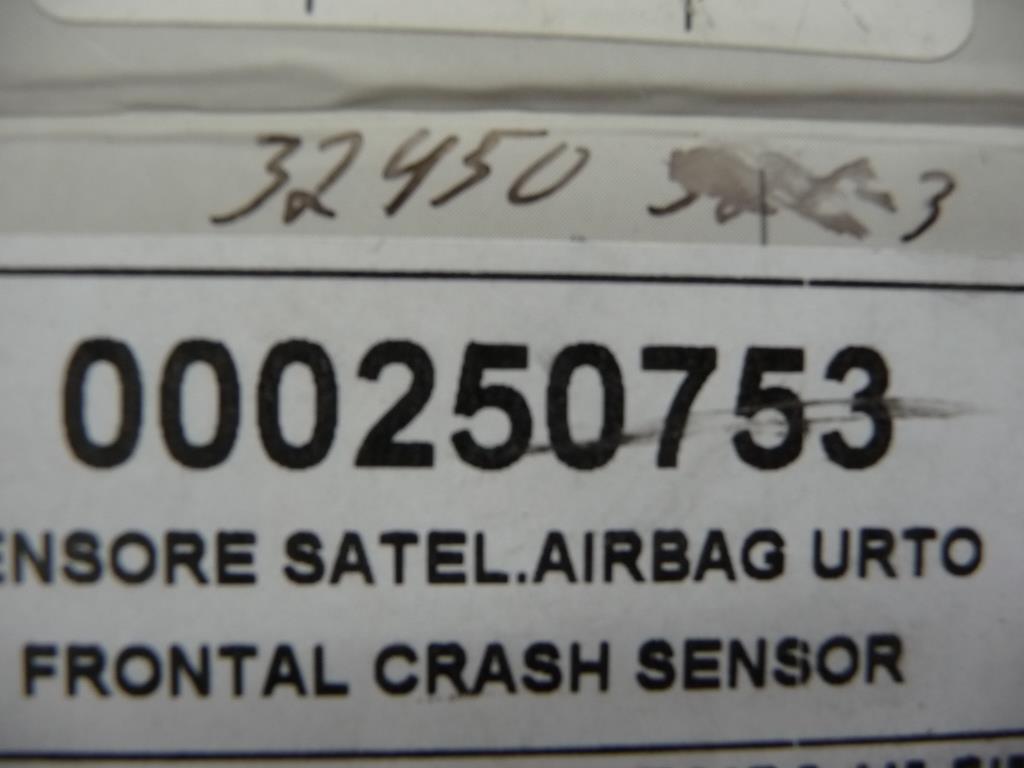 32450 3
000250753
ENSORE SATEL.AIRBAG URTO
FRONTAL CRASH SENSOR